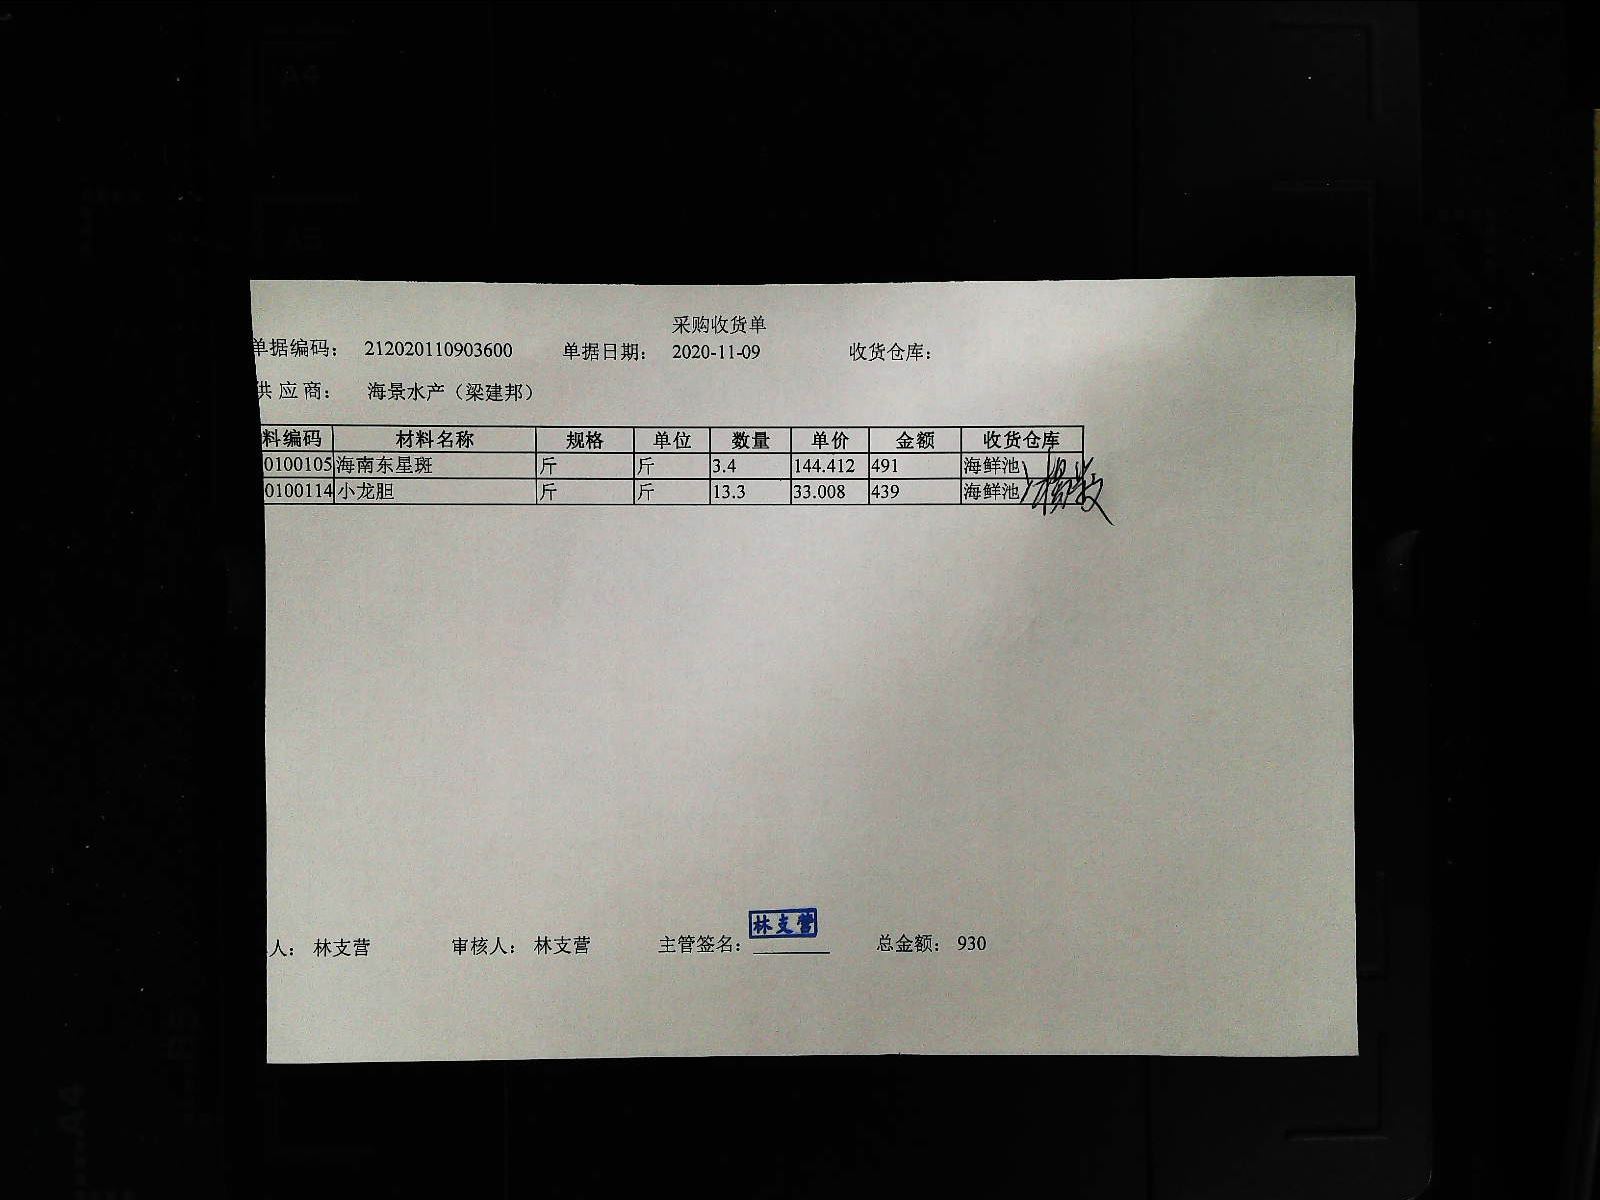 采购收货单
单据编码： 212020110903600 单据日期： 2020-11-09 收货仓库：
供 应 商： 海景水产（梁建邦）
料编码 材料名称 规格 单位 数量 单价 金额 收货仓库
0100105 海南东星斑 斤 斤 3.4 144.412 491 海鲜池
0100114 小龙胆 斤 斤 13.3 33.008 439 海鲜池
林支营
人： 林支营 审核人： 林支营 主管签名： 总金额： 930